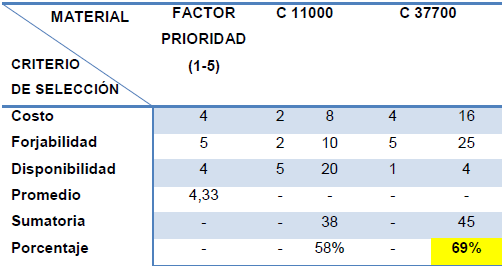 MATERIAL FACTOR C 11000 C 37700
PRIORIDAD
CRITERIO (1-5)
DE SELECCIÓN
Costo 4 2 8 4 16
Forjabilidad 5 2 10 5 25
Disponibilidad 4 5 20 1 4
Promedio 4,33 - - - -
Sumatoria - - 38 - 45
Porcentaje - - 58% - 69%